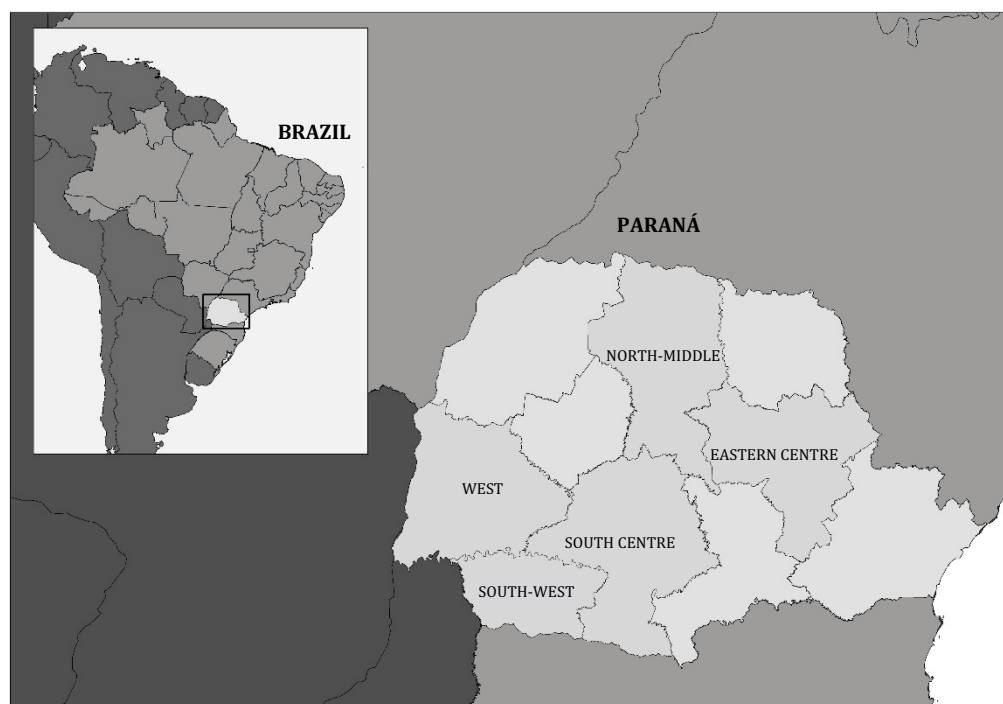 BRAZIL
PARANÁ
NORTH-MIDDLE
EASTERN CENTRE
WEST
SOUTH CENTRE
SOUTH-WEST